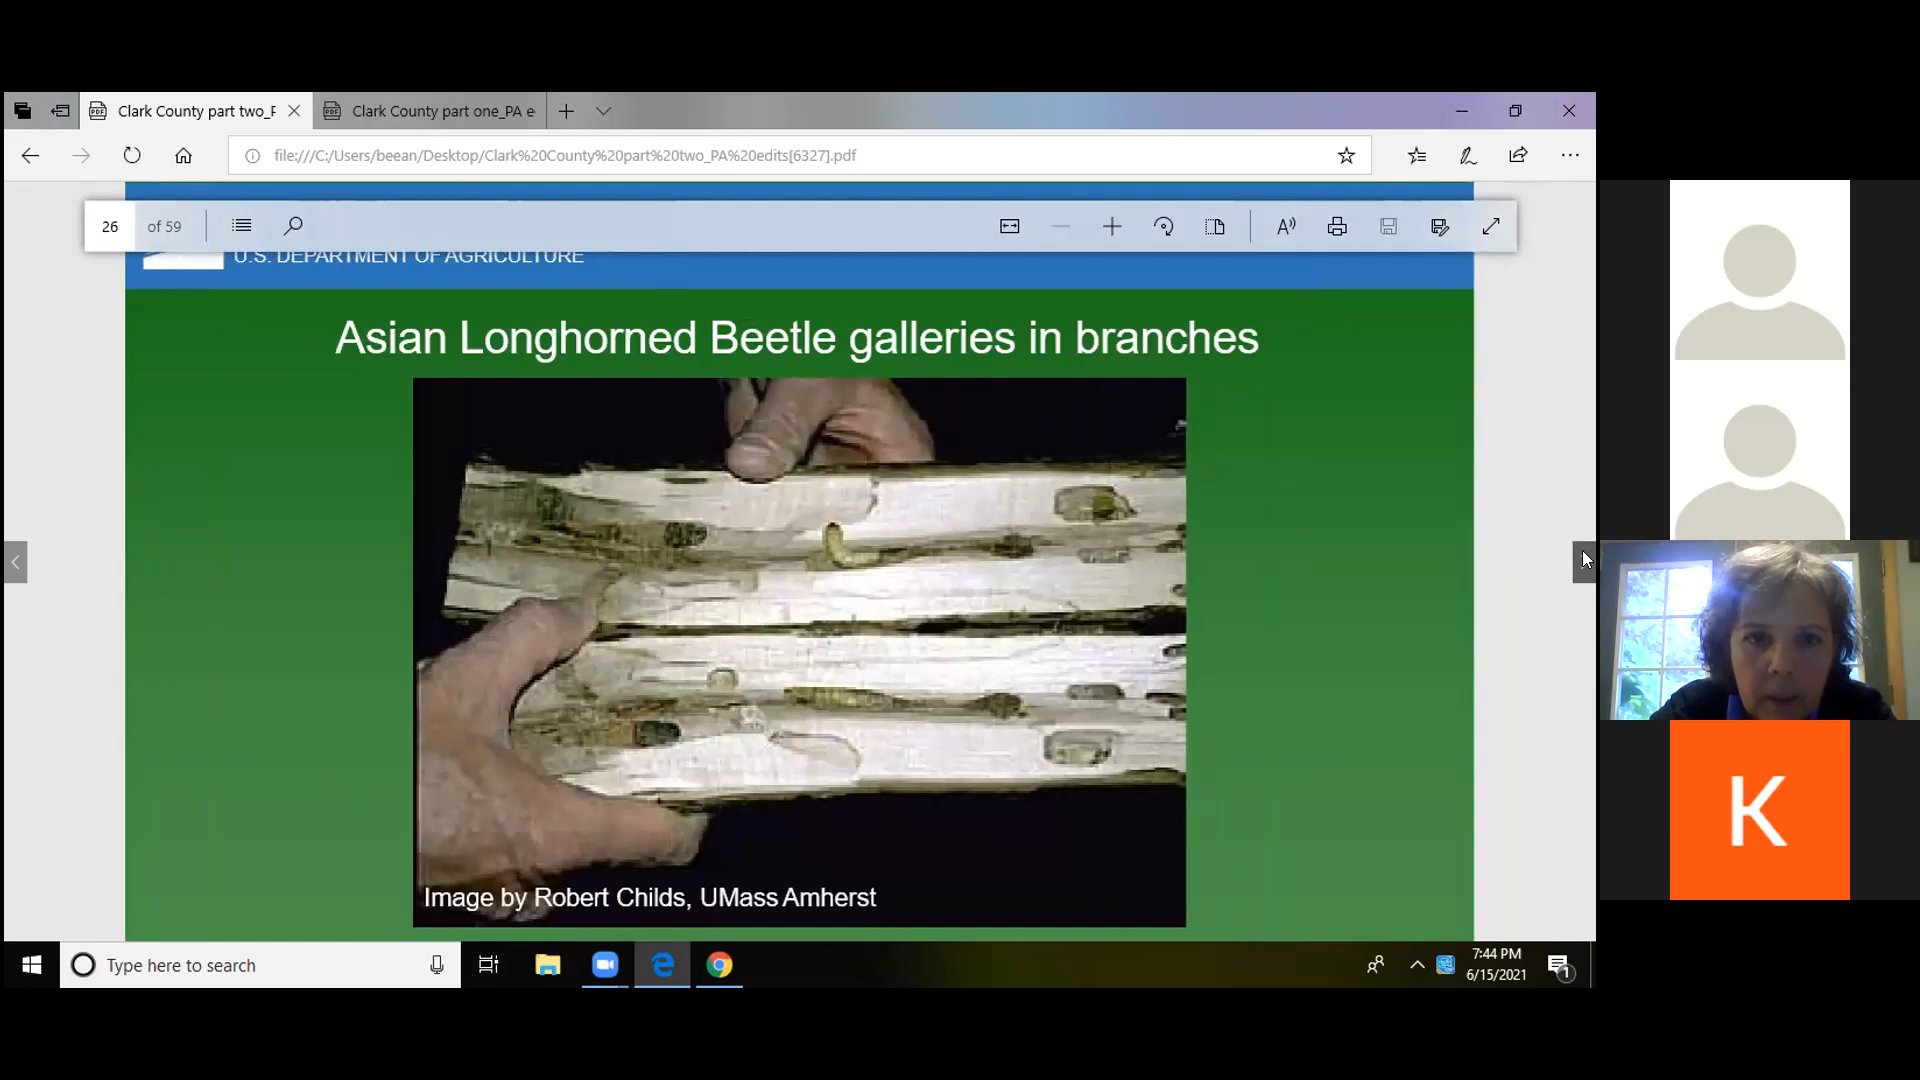 Clark County part two_F
Clark County part one_PA e
file:///C:/Users/beean/Desktop/Clark%20County%20part%20two_PA%20edits[6327].pdf
26 of 59
U.S. DEPARTMENT OF AGRICULTURE
Asian Longhorned Beetle galleries in branches
Image by Robert Childs, UMass Amherst
K
Type here to search
7:44 PM
6/15/2021
1